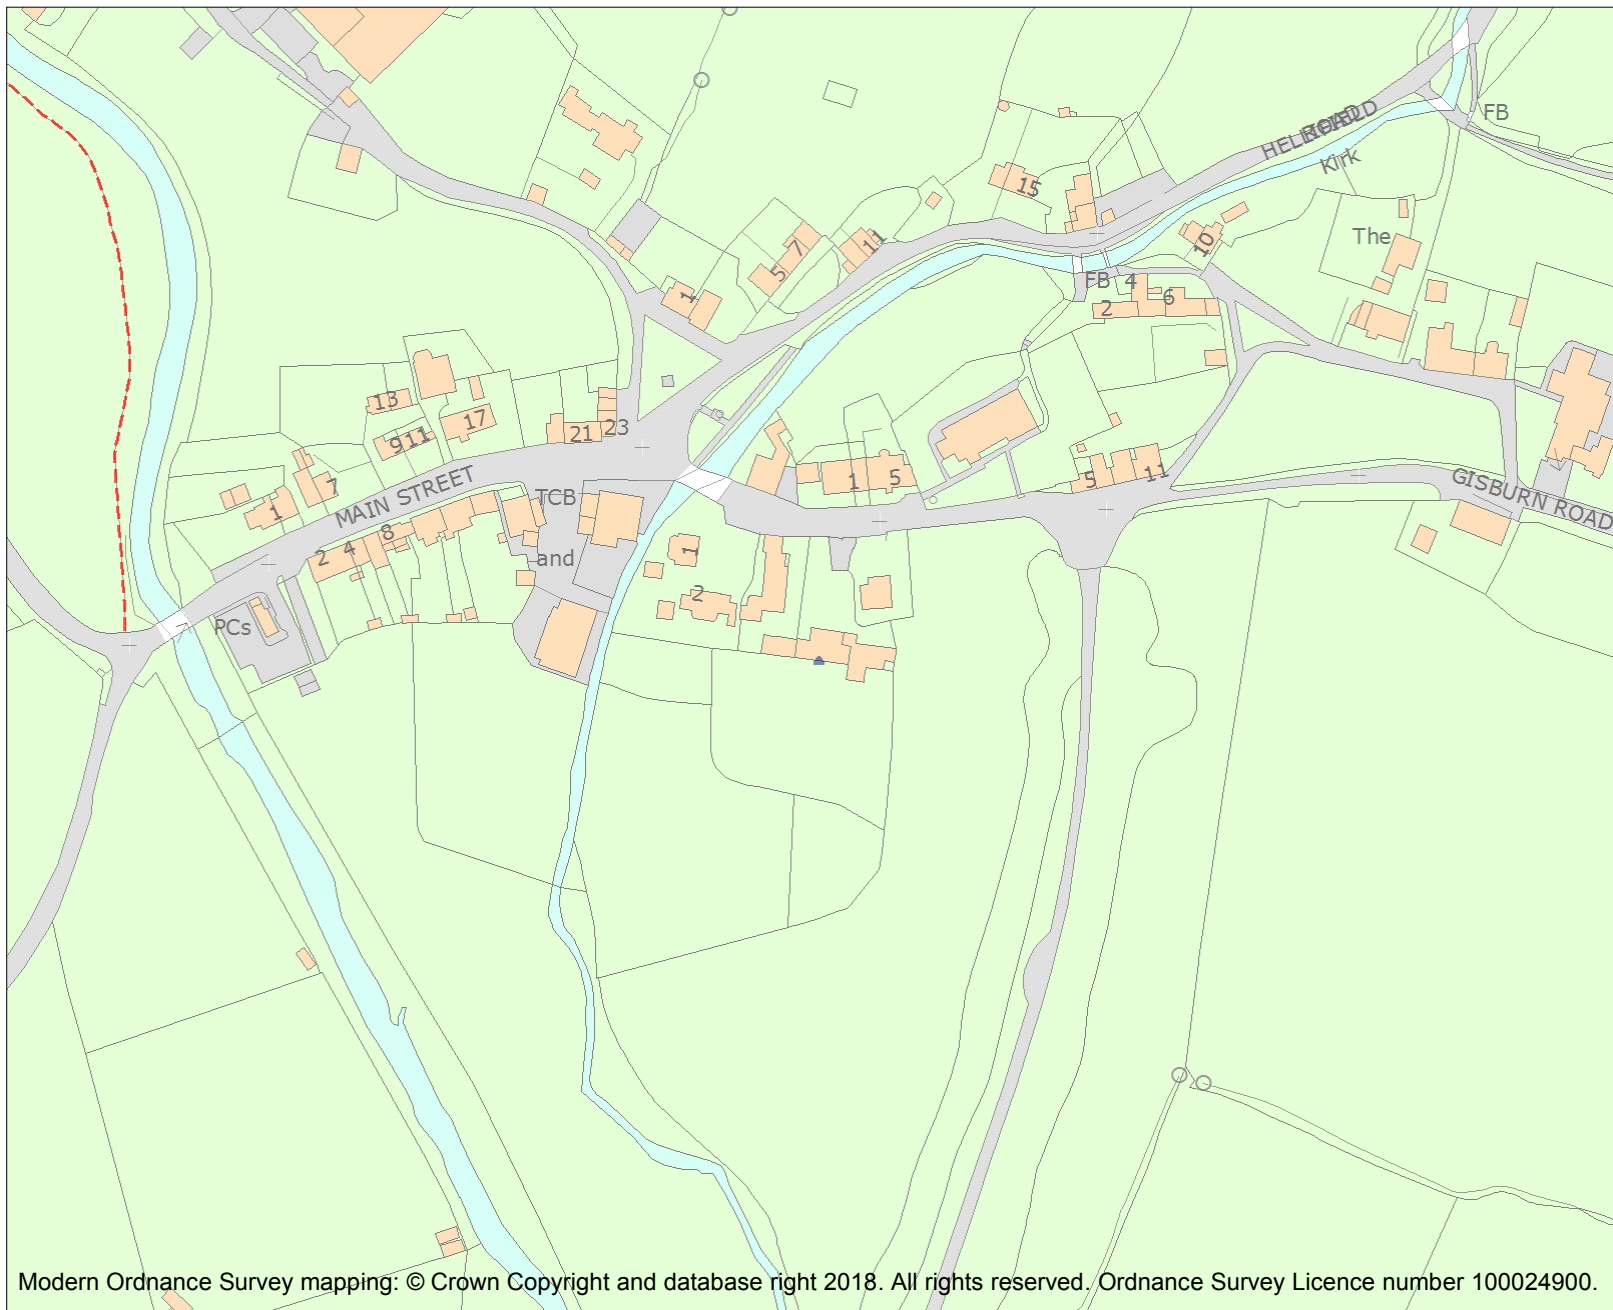 FB
HELLIFIELD ROAD
Kirk
15
The
10
11
7
5
1
FB 4
6
2
13
17
9 11
21 23
7
1
MAIN STREET
TCB
and
8
4
2
PCs
1
5
5
11
GISBURN ROAD
1
2
Modern Ordnance Survey mapping: © Crown Copyright and database right 2018. All rights reserved. Ordnance Survey Licence number 100024900.